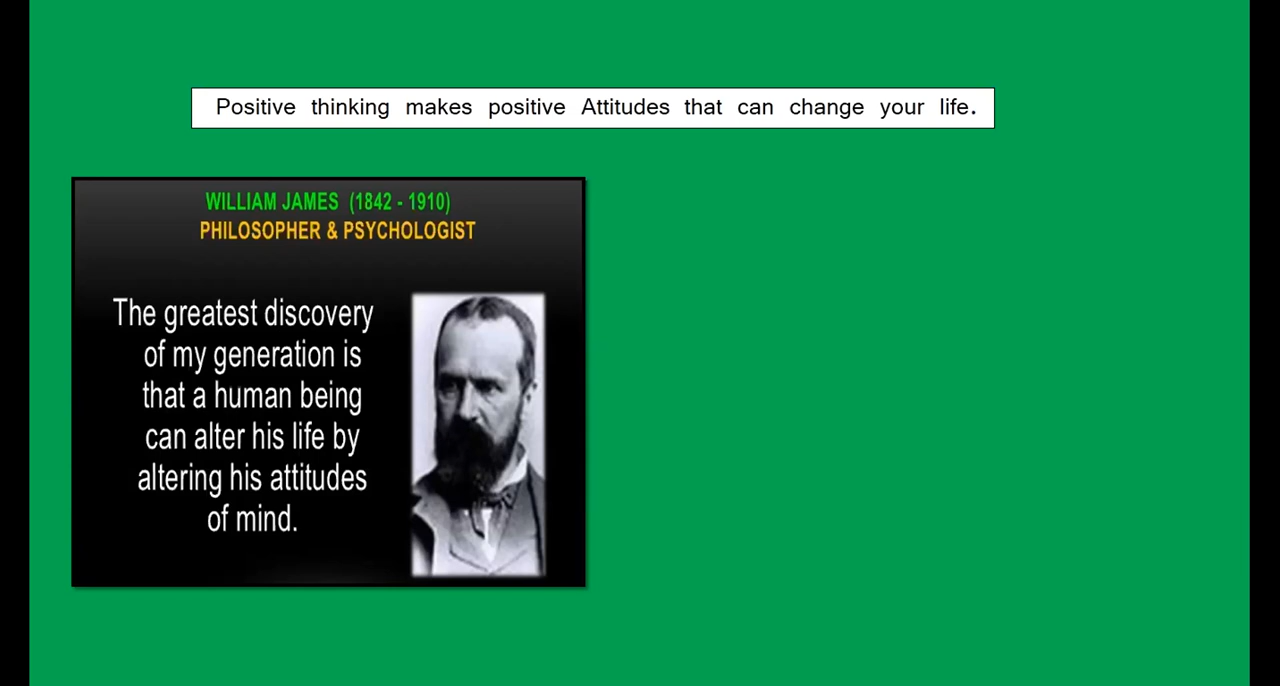 Positive thinking makes positive Attitudes that can change your life.
WILLIAM JAMES (1842 - 1910)
PHILOSOPHER & PSYCHOLOGIST
The greatest discovery
of my generation is
that a human being
can alter his life by
altering his attitudes
of mind.